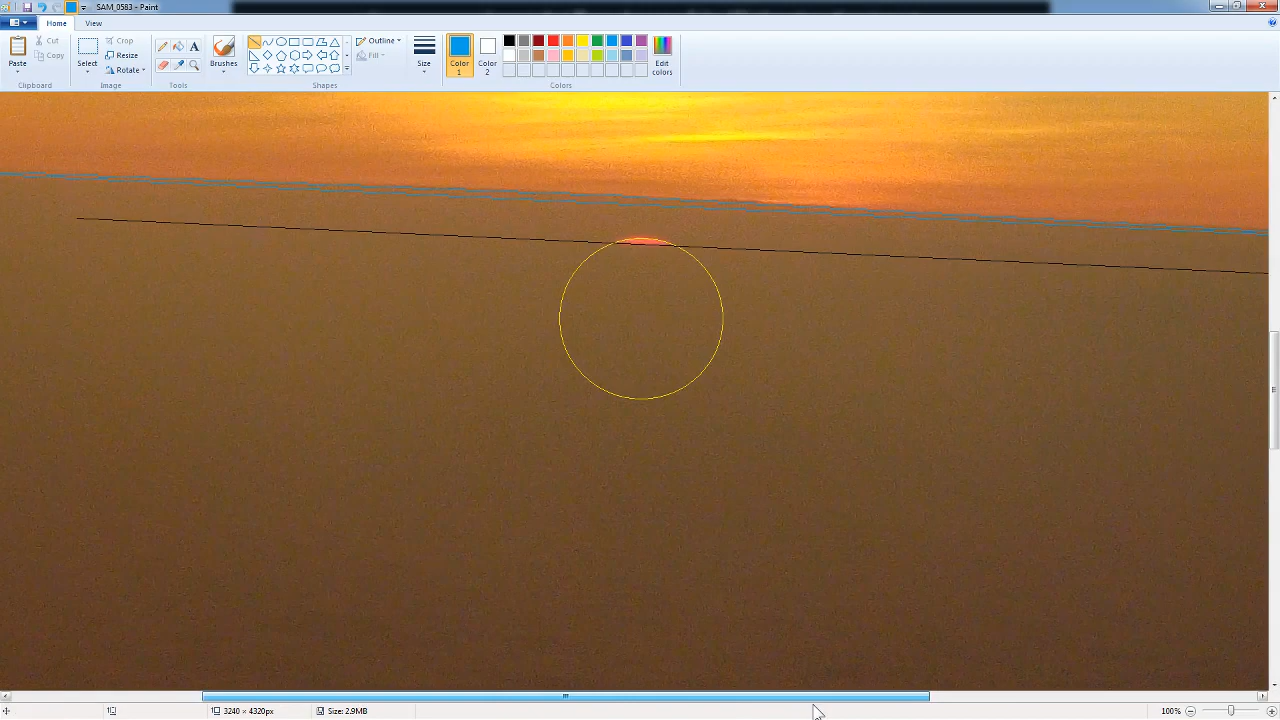 SAM_0583 - Paint
Home View
Paste
Cut
Copy
Clipboard
Select
Crop
Resize
Rotate
Image
A
Tools
Brushes
Shapes
Outline
Fill
Size
Color 1
Color 2
Edit colors
Colors
3240 × 4320px
Size: 2.9MB
100%